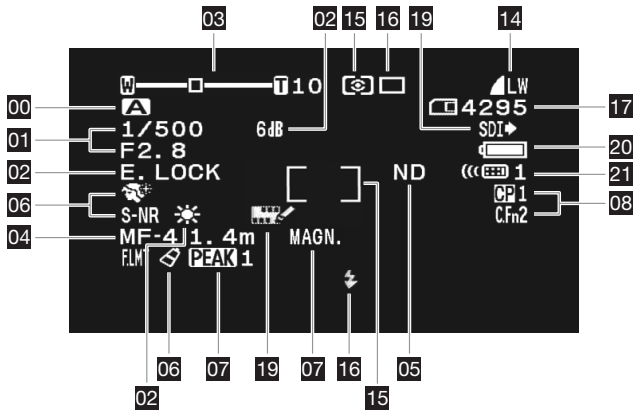 03 02 15 16 19 14
W T 10 LW
00 A 4295 17
01 1/500 6dB SDI 20
F2.8
02 E. LOCK ND 1 21
06 CP 1 08
S-NR C.Fn2
04 MF-4 1.4m MAGN.
F.LMT PEAK 1
06 07 19 07 16 05
02 15